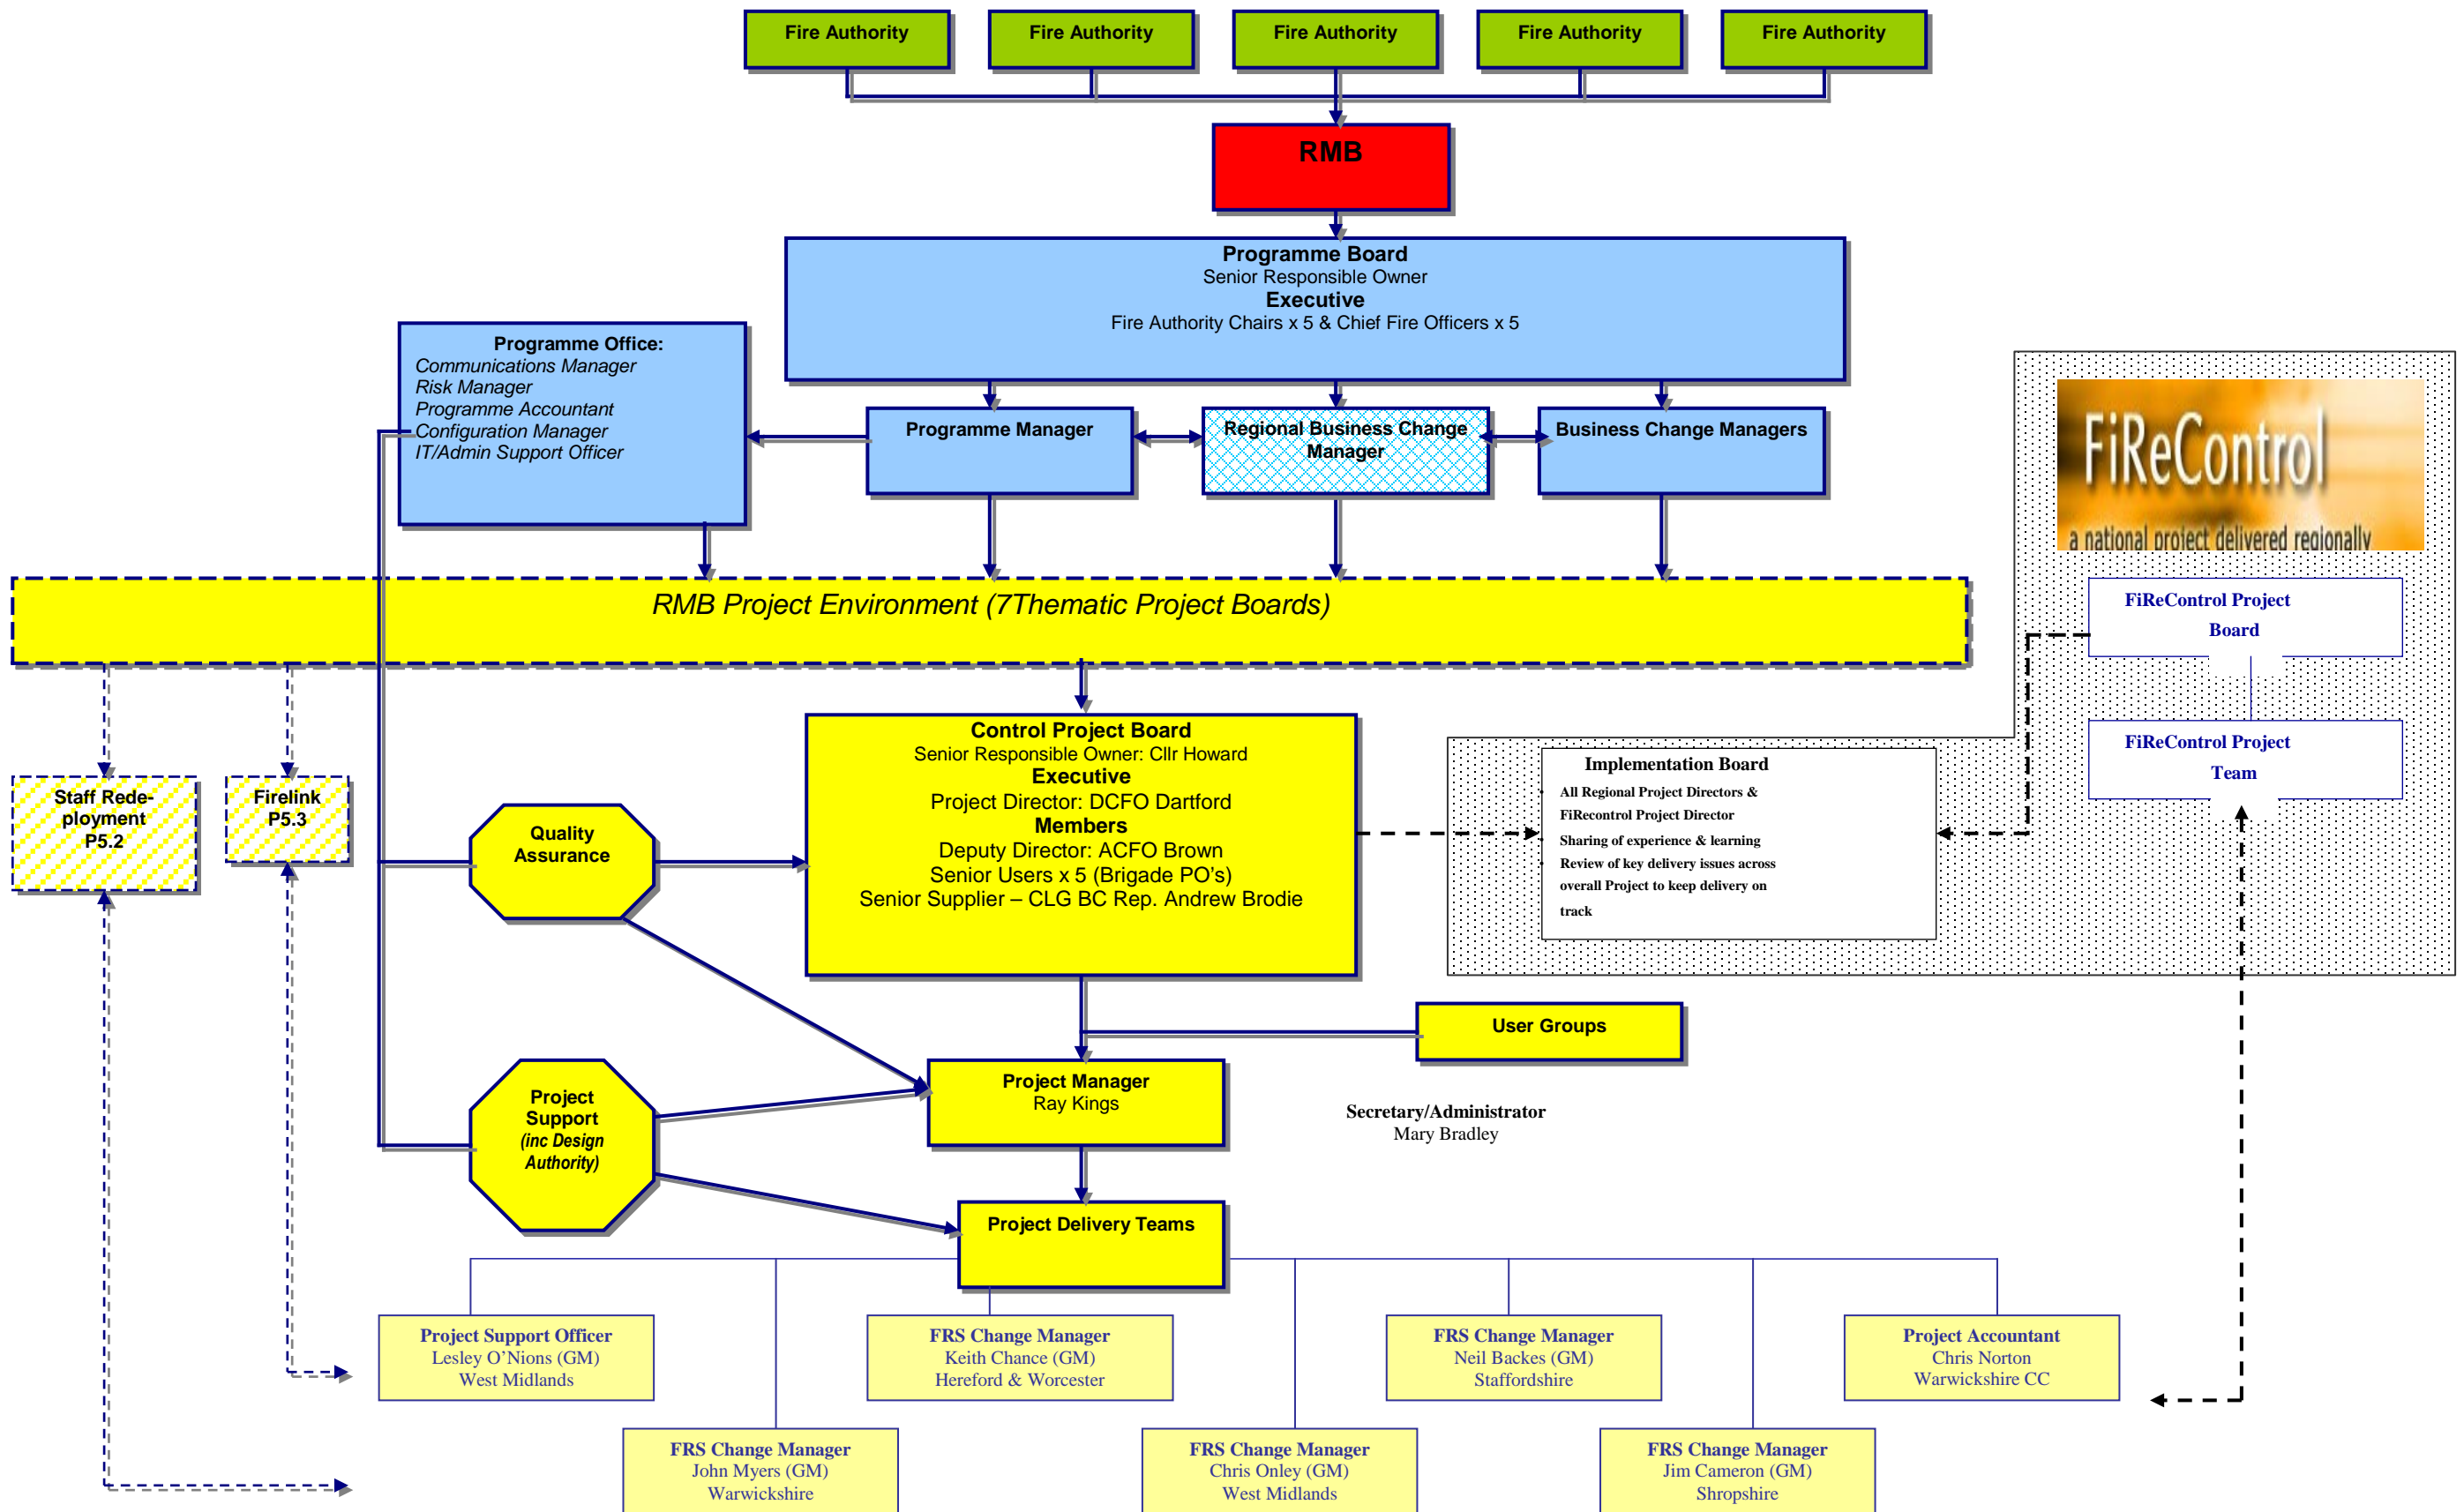 Fire Authority
Fire Authority
Fire Authority
Fire Authority
Fire Authority
RMB
Programme Board
Senior Responsible Owner
Executive
Fire Authority Chairs x 5 & Chief Fire Officers x 5
Programme Office:
Communications Manager
Risk Manager
Programme Accountant
Configuration Manager
IT/Admin Support Officer
Programme Manager
Regional Business Change
Manager
Business Change Managers
FiReControl
a national project delivered regionally
RMB Project Environment (7Thematic Project Boards)
FiReControl Project
Board
FiReControl Project
Team
Staff Rede-
ployment
P5.2
Firelink
P5.3
Quality
Assurance
Control Project Board
Senior Responsible Owner: Cllr Howard
Executive
Project Director: DCFO Dartford
Members
Deputy Director: ACFO Brown
Senior Users x 5 (Brigade PO's)
Senior Supplier – CLG BC Rep. Andrew Brodie
Implementation Board
• All Regional Project Directors &
FiRecontrol Project Director
• Sharing of experience & learning
• Review of key delivery issues across
overall Project to keep delivery on
track
User Groups
Project
Support
(inc Design
Authority)
Project Manager
Ray Kings
Secretary/Administrator
Mary Bradley
Project Delivery Teams
Project Support Officer
Lesley O'Nions (GM)
West Midlands
FRS Change Manager
Keith Chance (GM)
Hereford & Worcester
FRS Change Manager
Neil Backes (GM)
Staffordshire
Project Accountant
Chris Norton
Warwickshire CC
FRS Change Manager
John Myers (GM)
Warwickshire
FRS Change Manager
Chris Onley (GM)
West Midlands
FRS Change Manager
Jim Cameron (GM)
Shropshire